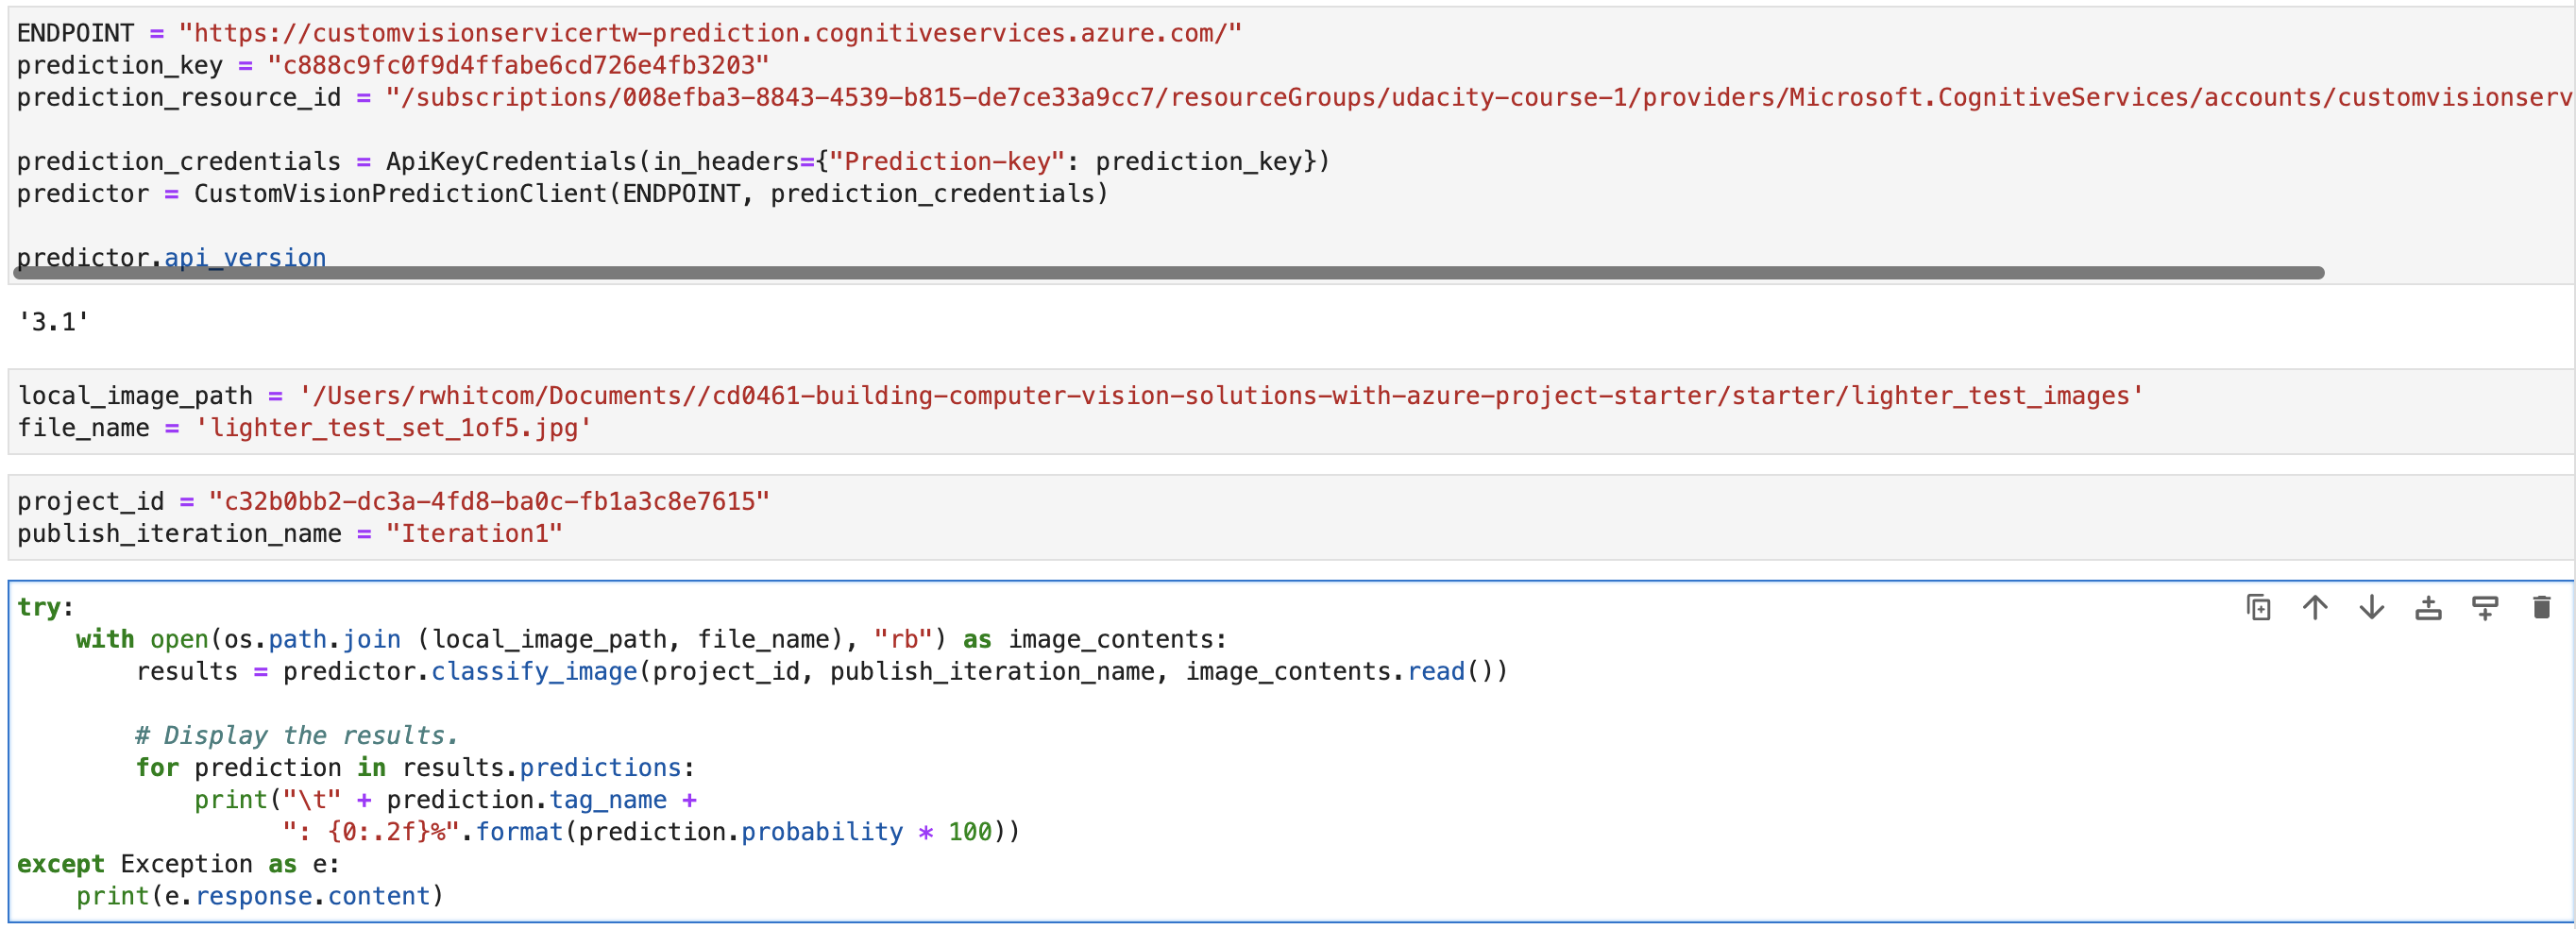 ENDPOINT = "https://customvisionservicertw-prediction.cognitiveservices.azure.com/"
prediction_key = "c888c9fc0f9d4ffabe6cd726e4fb3203"
prediction_resource_id = "/subscriptions/008efba3-8843-4539-b815-de7ce33a9cc7/resourceGroups/udacity-course-1/providers/Microsoft.CognitiveServices/accounts/customvisionserv
prediction_credentials = ApiKeyCredentials(in_headers={"Prediction-key": prediction_key})
predictor = CustomVisionPredictionClient(ENDPOINT, prediction_credentials)
predictor.api_version
'3.1'
local_image_path = '/Users/rwhitcom/Documents//cd0461-building-computer-vision-solutions-with-azure-project-starter/starter/lighter_test_images'
file_name = 'lighter_test_set_1of5.jpg'
project_id = "c32b0bb2-dc3a-4fd8-ba0c-fb1a3c8e7615"
publish_iteration_name = "Iteration1"
try:
    with open(os.path.join (local_image_path, file_name), "rb") as image_contents:
        results = predictor.classify_image(project_id, publish_iteration_name, image_contents.read())
        # Display the results.
        for prediction in results.predictions:
            print("\t" + prediction.tag_name +
                  ": {0:.2f}%".format(prediction.probability * 100))
except Exception as e:
    print(e.response.content)